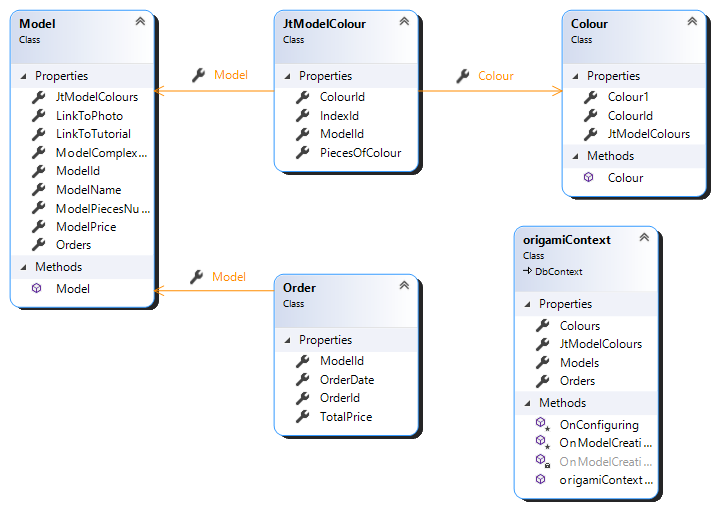 Model
Class
Properties
JtModelColours
LinkToPhoto
LinkToTutorial
ModelComplex...
ModelId
ModelName
ModelPiecesNu...
ModelPrice
Orders
Methods
Model
Model
JtModelColour
Class
Properties
ColourId
IndexId
ModelId
PiecesOfColour
Colour
Colour
Class
Properties
Colour1
ColourId
JtModelColours
Methods
Colour
Model
Order
Class
Properties
ModelId
OrderDate
OrderId
TotalPrice
origamiContext
Class
DbContext
Properties
Colours
JtModelColours
Models
Orders
Methods
OnConfiguring
OnModelCreati...
OnModelCreati...
origamiContext...